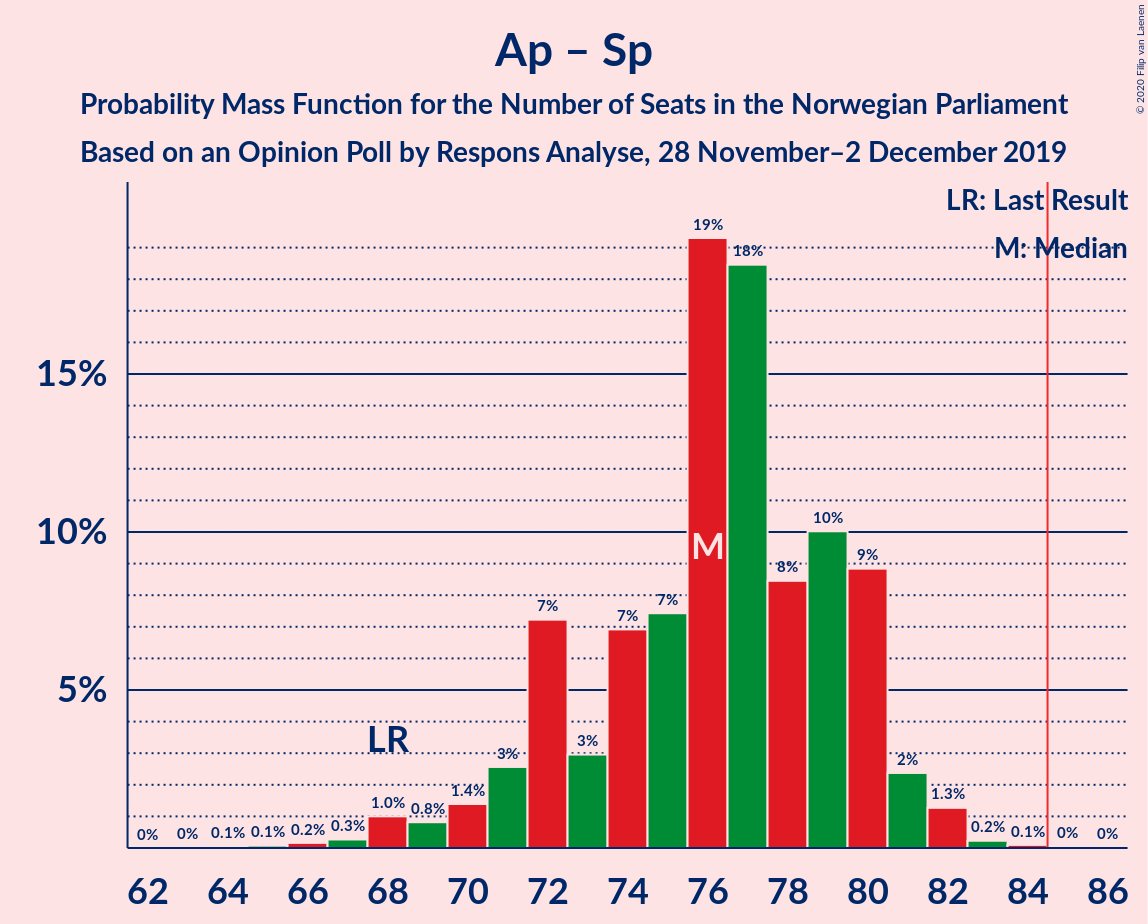 Ap – Sp
Probability Mass Function for the Number of Seats in the Norwegian Parliament
Based on an Opinion Poll by Respons Analyse, 28 November–2 December 2019
© 2020 Filip van Laenen
LR: Last Result
M: Median
15%
10%
5%
0% 0% 0.1% 0.1% 0.2% 0.3% 1.0% 0.8% 1.4% 3% 7% 3% 7% 7% 19% 18% 8% 10% 9% 2% 1.3% 0.2% 0.1% 0% 0%
LR
M
62 64 66 68 70 72 74 76 78 80 82 84 86